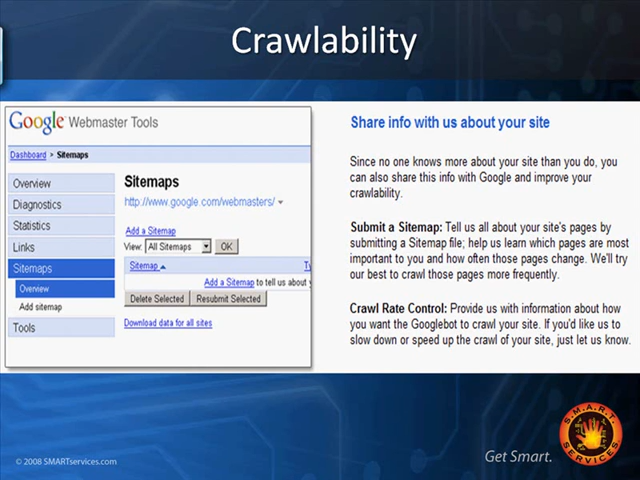 Crawlability
Google Webmaster Tools
Dashboard > Sitemaps
Overview
Diagnostics
Statistics
Links
Sitemaps
Overview
Add sitemap
Tools
Sitemaps
http://www.google.com/webmasters/
Add a Sitemap
View: All Sitemaps OK
Sitemap
Add a Sitemap to tell us about y
Delete Selected Resubmit Selected
Download data for all sites
Share info with us about your site
Since no one knows more about your site than you do, you
can also share this info with Google and improve your
crawlability.
Submit a Sitemap: Tell us all about your site's pages by
submitting a Sitemap file; help us learn which pages are most
important to you and how often those pages change. We'll try
our best to crawl those pages more frequently.
Crawl Rate Control: Provide us with information about how
you want the Googlebot to crawl your site. If you'd like us to
slow down or speed up the crawl of your site, just let us know.
© 2008 SMARTservices.com
Get Smart.
S.M.A.R.T.
SERVICES